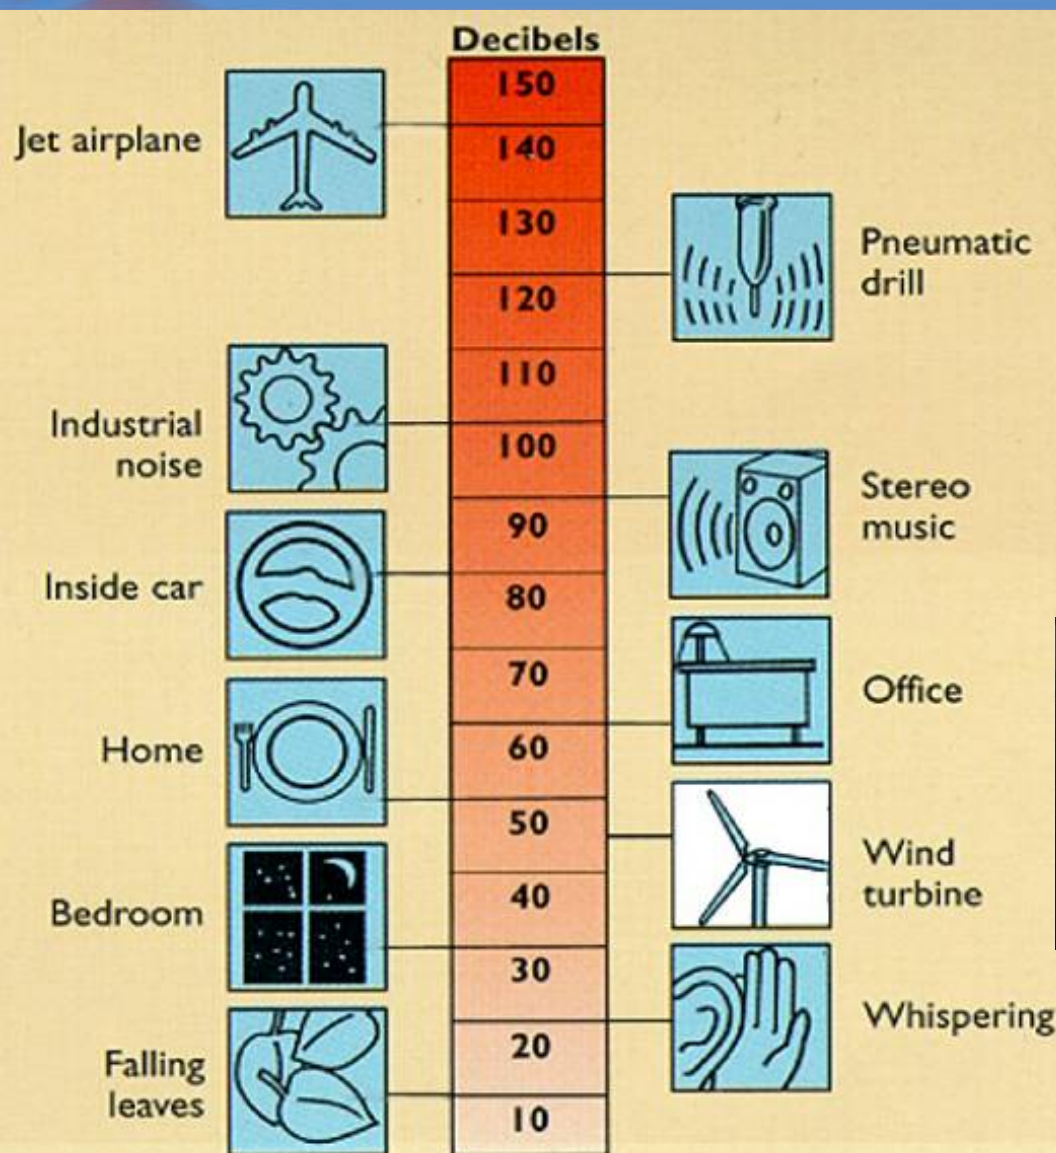 Decibels
150
Jet airplane
140
130
Pneumatic
drill
120
110
Industrial
noise
100
Stereo
music
90
Inside car
80
70
Office
Home
60
50
Wind
turbine
40
Bedroom
30
Whispering
20
Falling
leaves
10